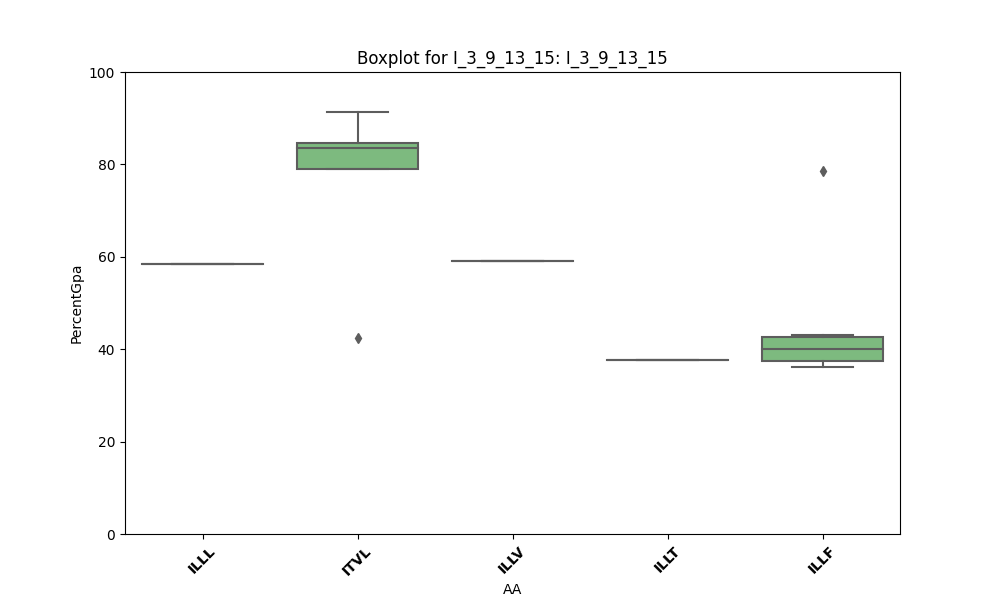 Boxplot for I_3_9_13_15: I_3_9_13_15
100
80
60
40
20
0
PercentGpa
ILLL
ITVL
ILLV
ILLT
ILLF
AA